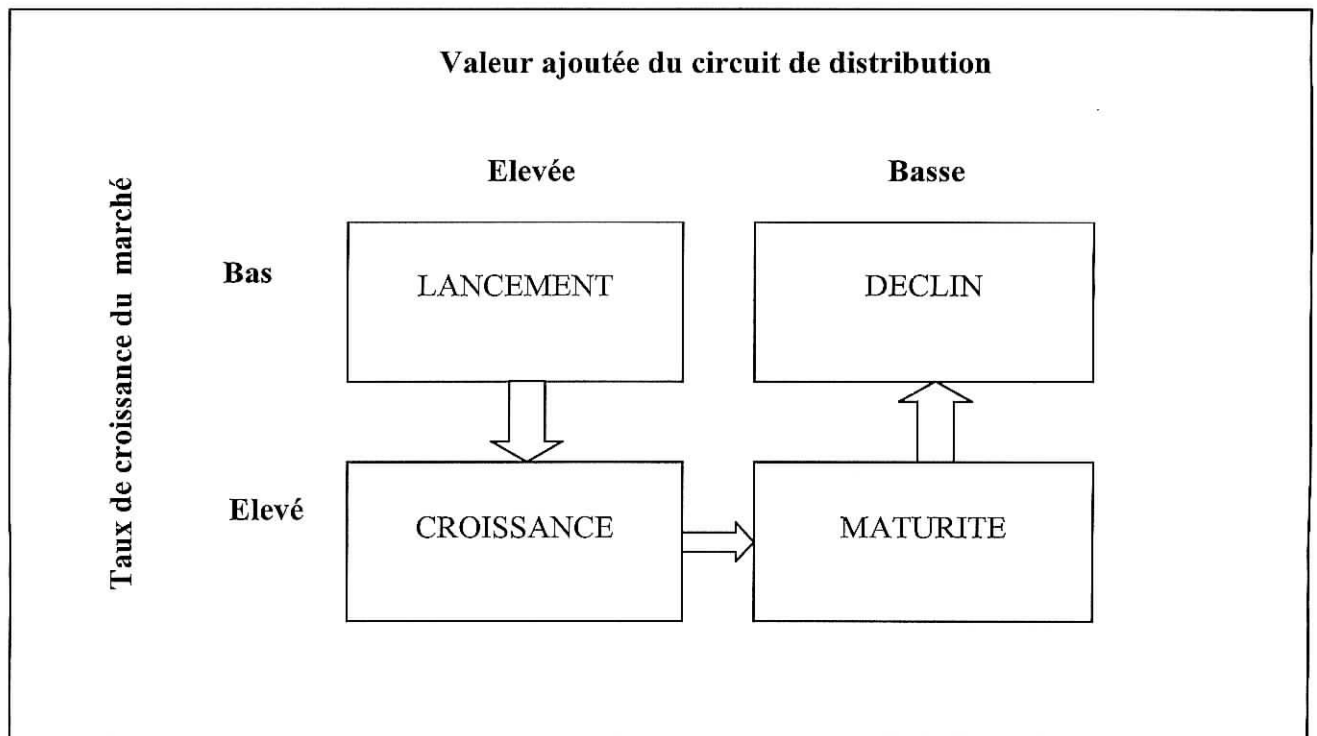 Valeur ajoutée du circuit de distribution
Elevée
Basse
Taux de croissance du marché
Bas
LANCEMENT
DECLIN
Elevé
CROISSANCE
MATURITE